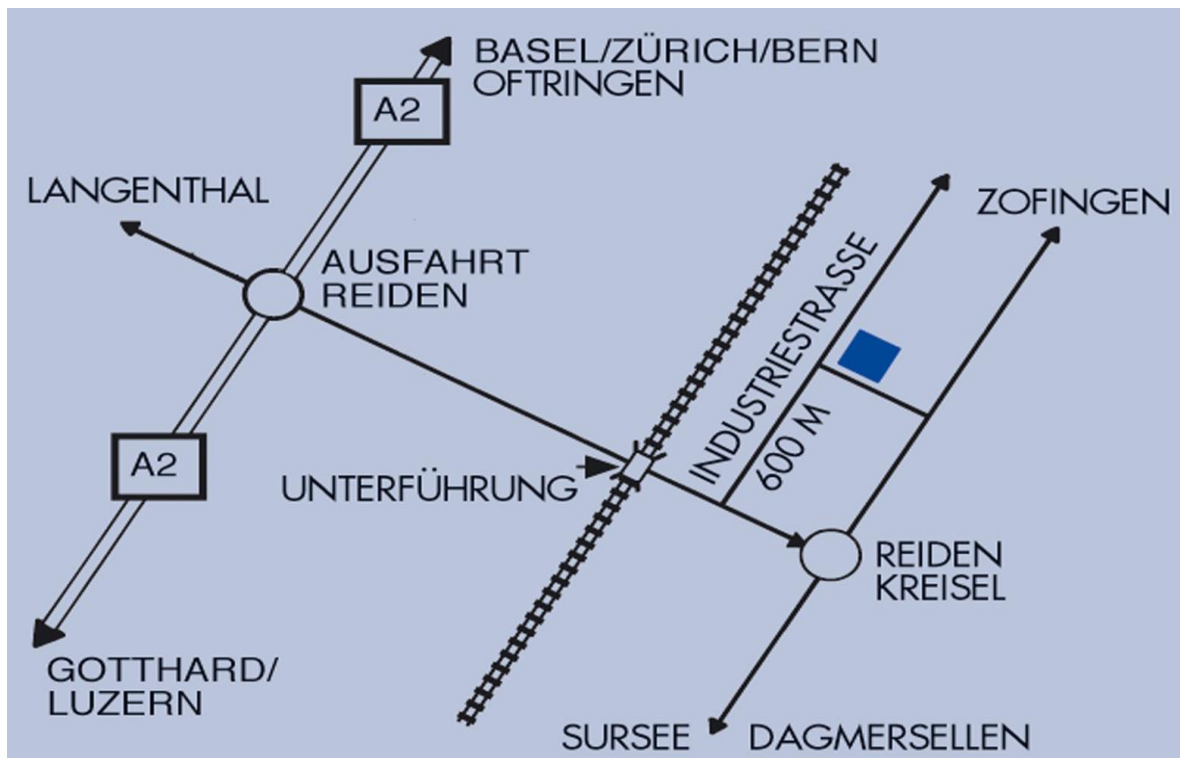 BASEL/ZÜRICH/BERN
OFTRINGEN
A2
LANGENTHAL
ZOFINGEN
AUSFAHRT
REIDEN
INDUSTRIESTRASSE
600 M
A2
UNTERFÜHRUNG
REIDEN
KREISEL
GOTTHARD/
LUZERN
SURSEE
DAGMERSELLEN